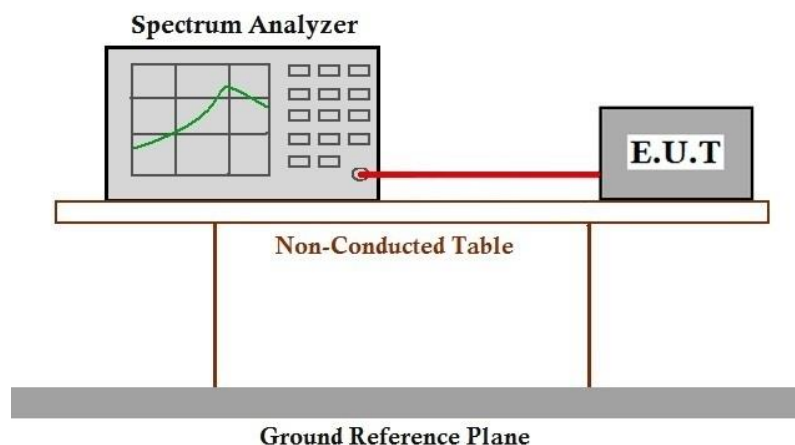 Spectrum Analyzer
E.U.T
Non-Conducted Table
Ground Reference Plane